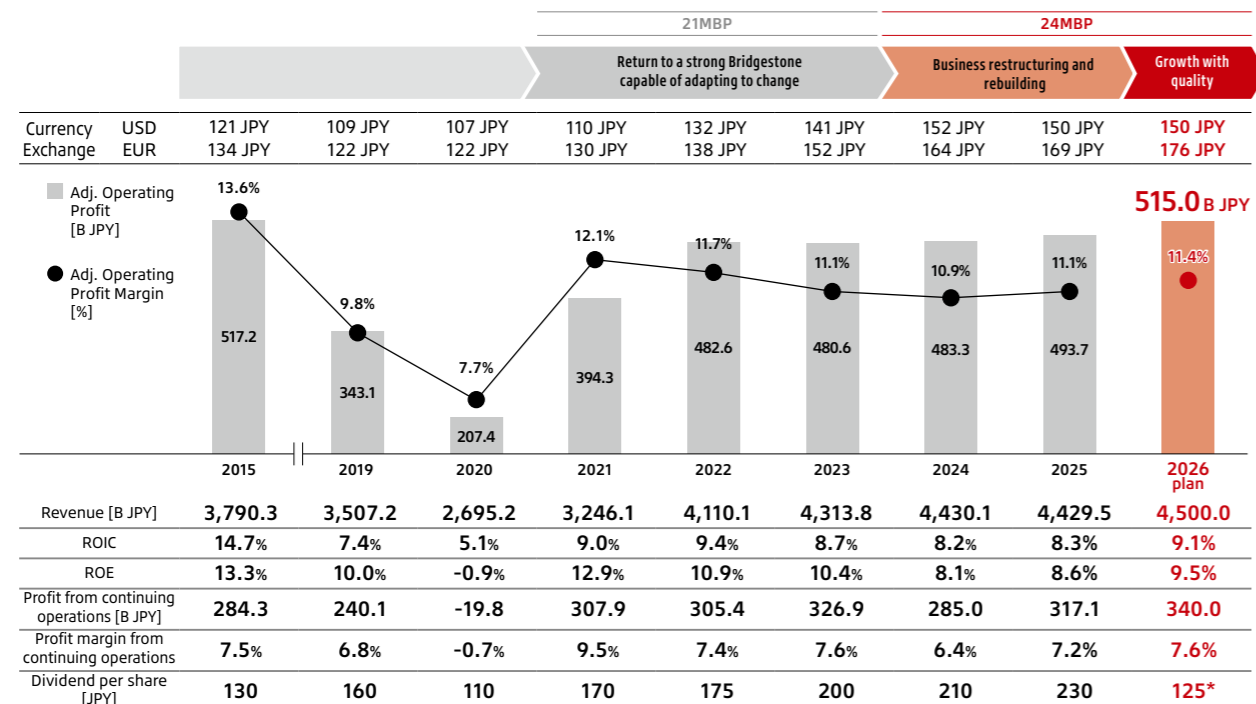 21MBP 24MBP
Return to a strong Bridgestone
capable of adapting to change
Business restructuring and
rebuilding
Growth with
quality
Currency USD 121 JPY 109 JPY 107 JPY 110 JPY 132 JPY 141 JPY 152 JPY 150 JPY 150 JPY
Exchange EUR 134 JPY 122 JPY 122 JPY 130 JPY 138 JPY 152 JPY 164 JPY 169 JPY 176 JPY
Adj. Operating
Profit
[B JPY]
Adj. Operating
Profit Margin
[%]
13.6% 9.8% 7.7% 12.1% 11.7% 11.1% 10.9% 11.1% 11.4%
515.0 B JPY
517.2 343.1 207.4 394.3 482.6 480.6 483.3 493.7
2015 2019 2020 2021 2022 2023 2024 2025 2026
plan
Revenue [B JPY] 3,790.3 3,507.2 2,695.2 3,246.1 4,110.1 4,313.8 4,430.1 4,429.5 4,500.0
ROIC 14.7% 7.4% 5.1% 9.0% 9.4% 8.7% 8.2% 8.3% 9.1%
ROE 13.3% 10.0% -0.9% 12.9% 10.9% 10.4% 8.1% 8.6% 9.5%
Profit from continuing
operations [B JPY] 284.3 240.1 -19.8 307.9 305.4 326.9 285.0 317.1 340.0
Profit margin from
continuing operations 7.5% 6.8% -0.7% 9.5% 7.4% 7.6% 6.4% 7.2% 7.6%
Dividend per share
[JPY] 130 160 110 170 175 200 210 230 125*